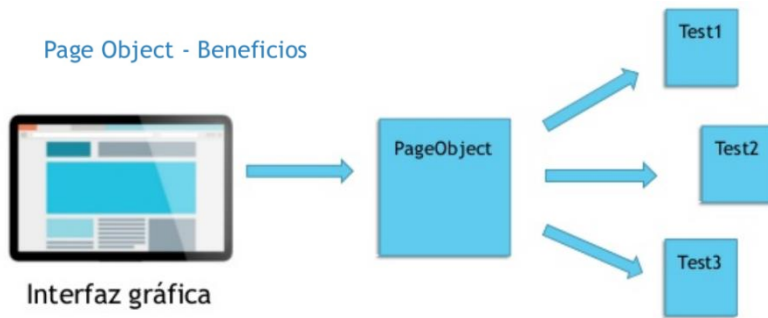 Page Object - Beneficios
Test1
PageObject
Test2
Test3
Interfaz gráfica